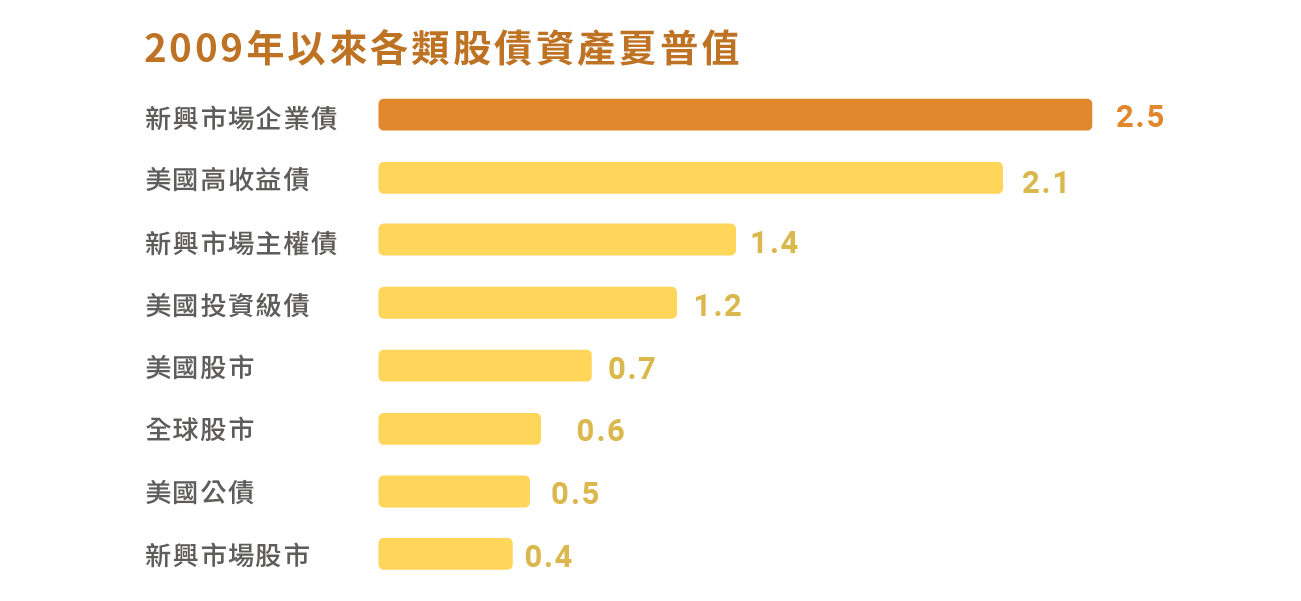 2009年以來各類股債資產夏普值
新興市場企業債 2.5
美國高收益債 2.1
新興市場主權債 1.4
美國投資級債 1.2
美國股市 0.7
全球股市 0.6
美國公債 0.5
新興市場股市 0.4